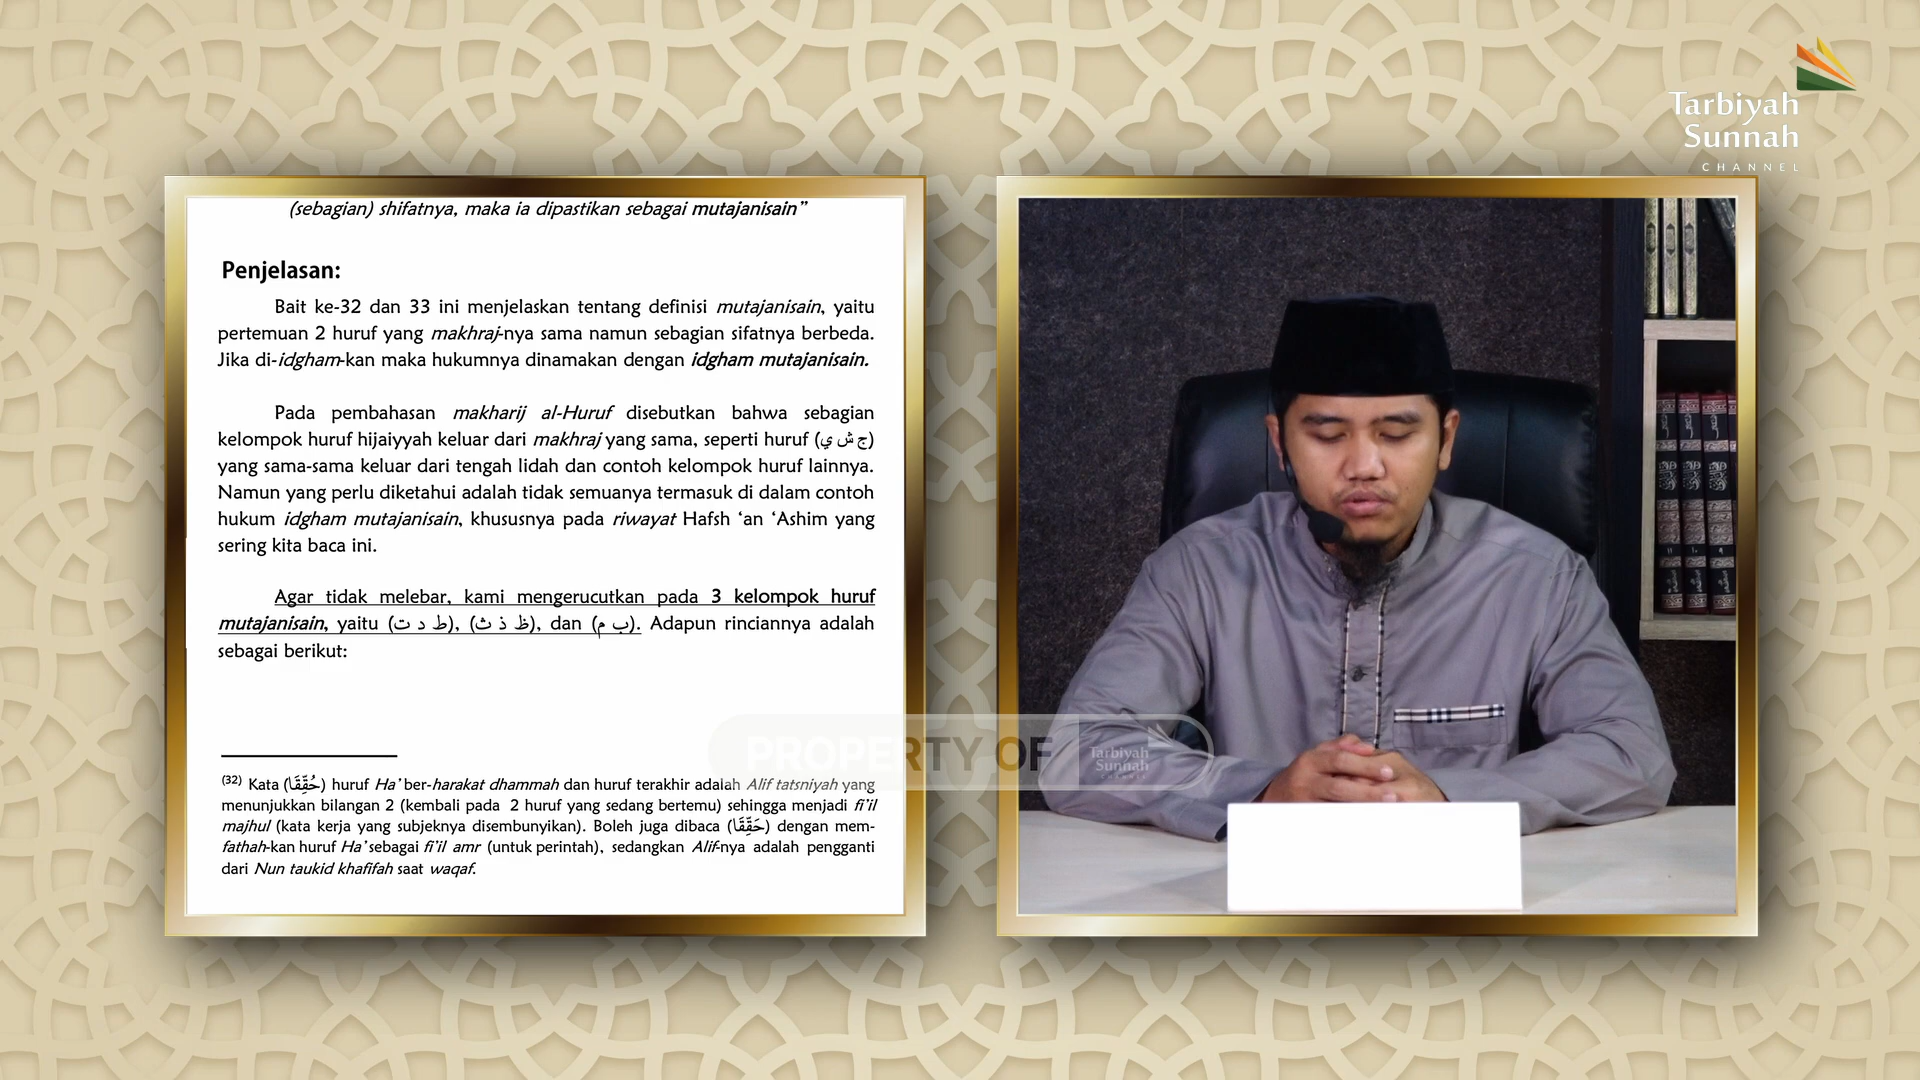 Tarbiyah
Sunnah
CHANNEL
(sebagian) shifatnya, maka ia dipastikan sebagai mutajanisain”
Penjelasan:
Bait ke-32 dan 33 ini menjelaskan tentang definisi mutajanisain, yaitu
pertemuan 2 huruf yang makhraj-nya sama namun sebagian sifatnya berbeda.
Jika di-idgham-kan maka hukumnya dinamakan dengan idgham mutajanisain.
Pada pembahasan makharij al-Huruf disebutkan bahwa sebagian
kelompok huruf hijaiyyah keluar dari makhraj yang sama, seperti huruf (ج ش ي)
yang sama-sama keluar dari tengah lidah dan contoh kelompok huruf lainnya.
Namun yang perlu diketahui adalah tidak semuanya termasuk di dalam contoh
hukum idgham mutajanisain, khususnya pada riwayat Hafsh ‘an ‘Ashim yang
sering kita baca ini.
Agar tidak melebar, kami mengerucutkan pada 3 kelompok huruf
mutajanisain, yaitu (ط د ت), (ظ ذ ث), dan (ب م). Adapun rinciannya adalah
sebagai berikut:
(32) Kata (حُقِّقَا) huruf Ha’ ber-harakat dhammah dan huruf terakhir adalah Alif tatsniyah yang
menunjukkan bilangan 2 (kembali pada 2 huruf yang sedang bertemu) sehingga menjadi fi’il
majhul (kata kerja yang subjeknya disembunyikan). Boleh juga dibaca (حَقِّقَا) dengan mem-
fathah-kan huruf Ha’ sebagai fi’il amr (untuk perintah), sedangkan Alif-nya adalah pengganti
dari Nun taukid khafifah saat waqaf.
PROPERTY OF
Tarbiyah
Sunnah
CHANNEL